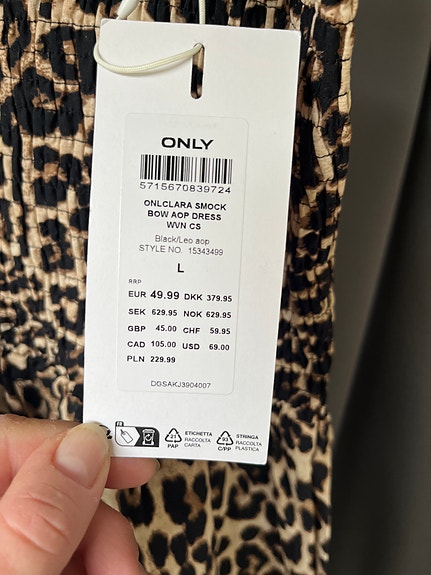 ONLY
5715670839724
ONLCLARA SMOCK
BOW AOP DRESS
WVN CS
Black/Leo aop
STYLE NO. 15343499
L
RRP
EUR 49.99 DKK 379.95
SEK 629.95 NOK 629.95
GBP 45.00 CHF 59.95
CAD 105.00 USD 69.00
PLN 229.99
DGSAKJ3904007
FR
21
PAP
ETICHETTA
RACCOLTA
CARTA
93
C/PP
STRINGA
RACCOLTA
PLASTICA